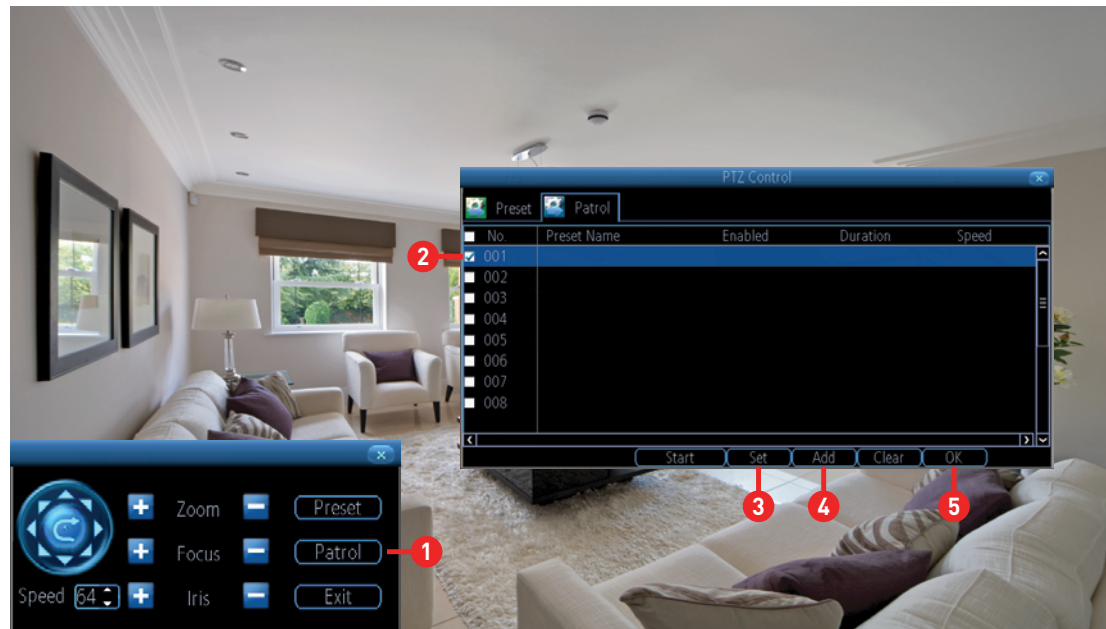 PTZ Control
Preset Patrol
No. Preset Name Enabled Duration Speed
2 001
002
003
004
005
006
007
008
Start Set Add Clear OK
3 4 5
Zoom Preset
Focus Patrol 1
Speed 64 Iris Exit